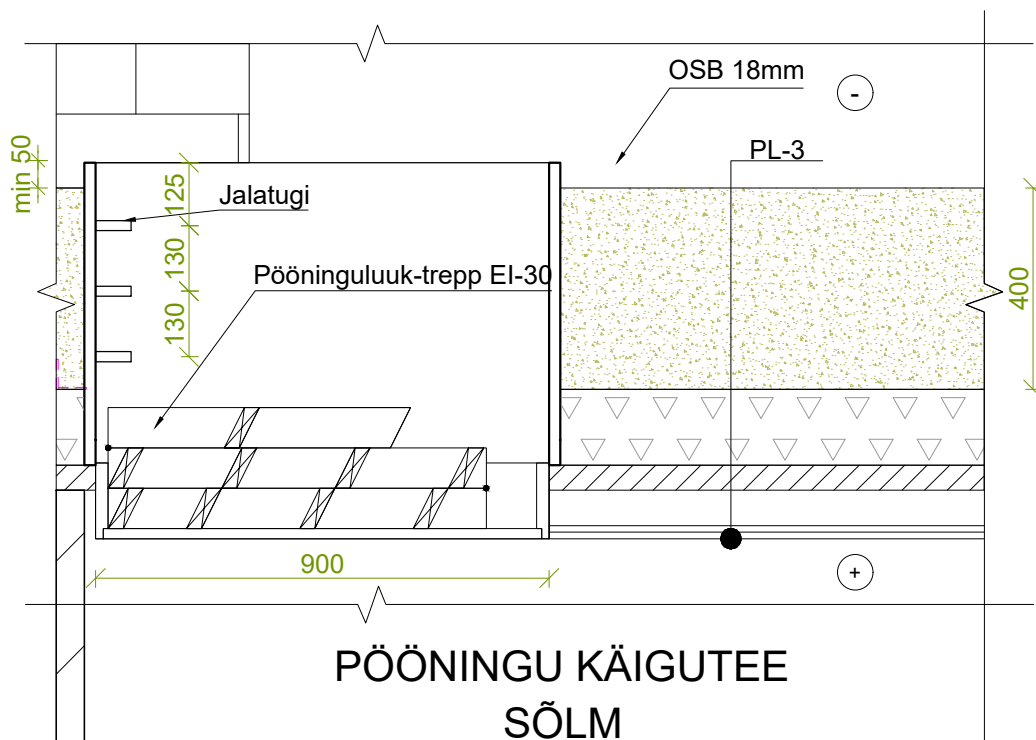 OSB 18mm
-
PL-3
min 50
125
Jalatugi
130
Pööninguluuk-trepp EI-30
130
400
900
+
PÖÖNINGU KÄIGUTEE
SÕLM